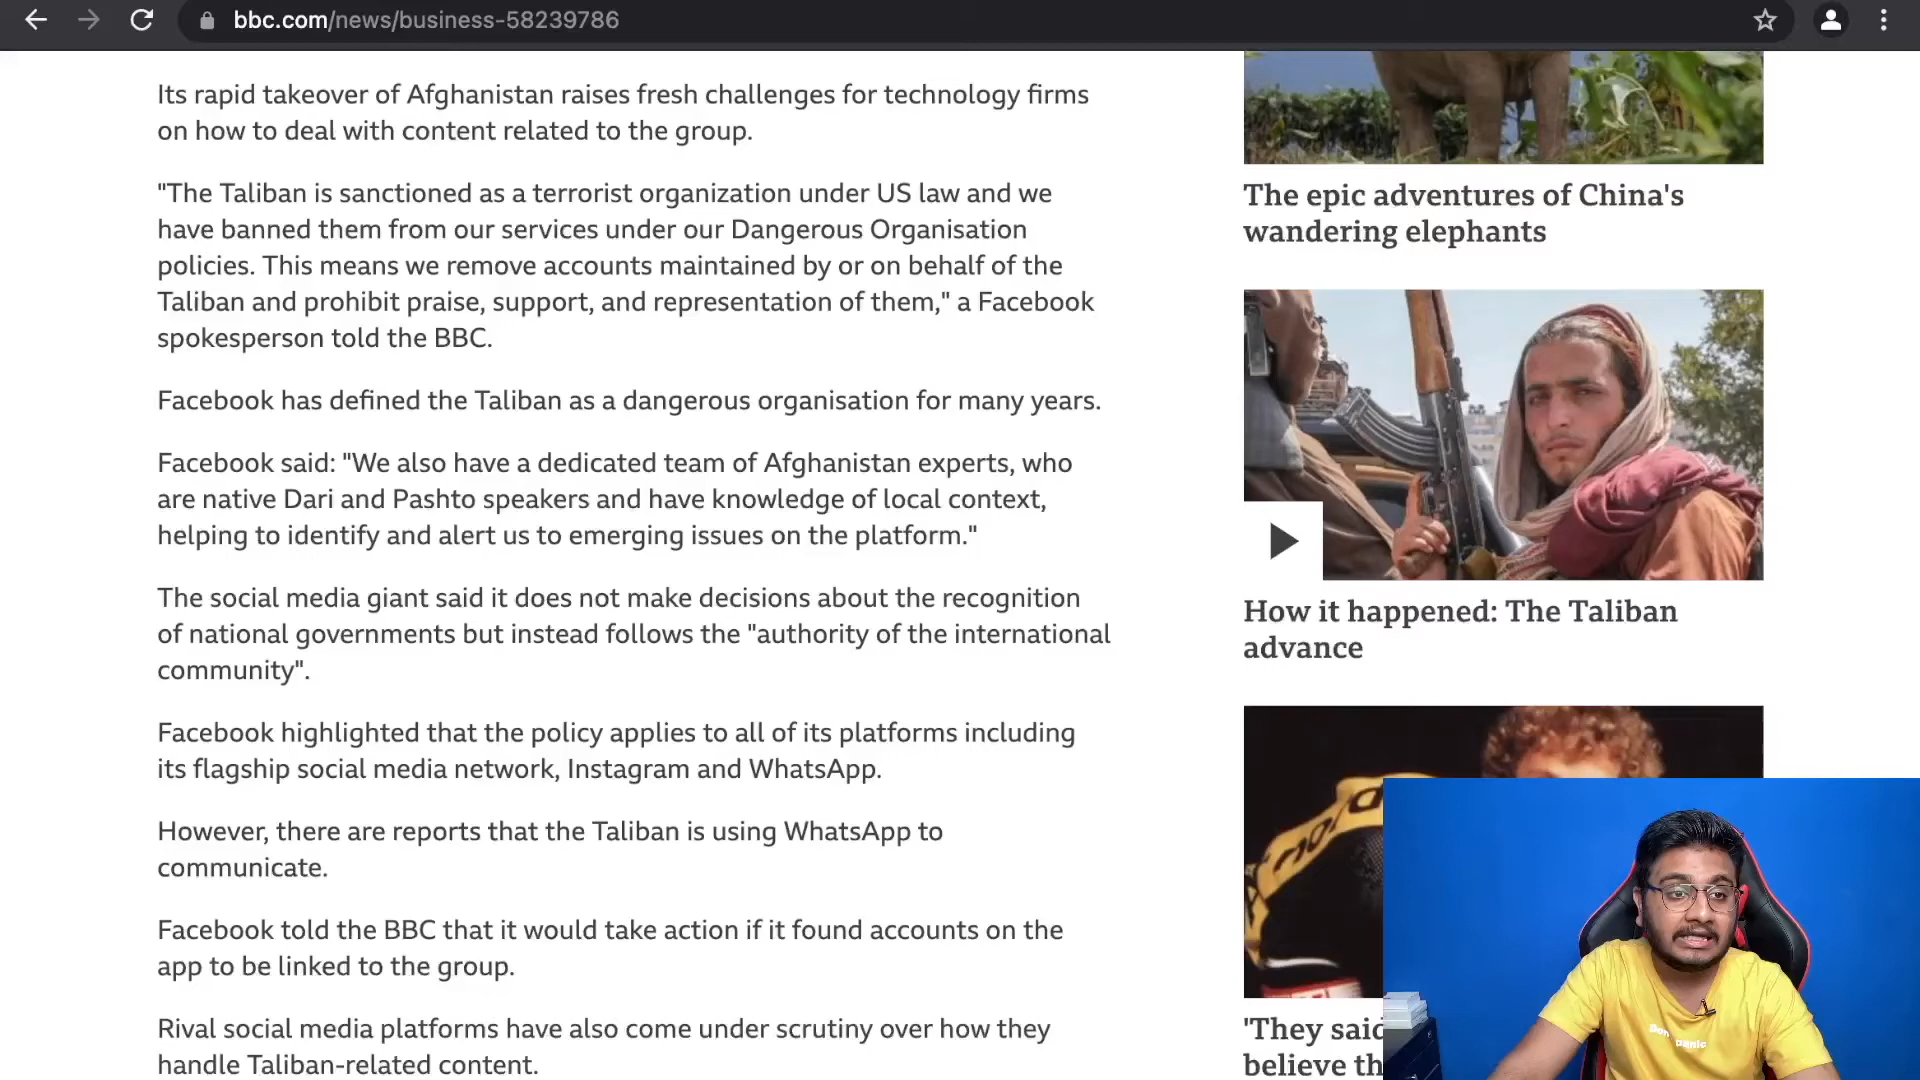 bbc.com/news/business-58239786
Its rapid takeover of Afghanistan raises fresh challenges for technology firms
on how to deal with content related to the group.
"The Taliban is sanctioned as a terrorist organization under US law and we
have banned them from our services under our Dangerous Organisation
policies. This means we remove accounts maintained by or on behalf of the
Taliban and prohibit praise, support, and representation of them," a Facebook
spokesperson told the BBC.
Facebook has defined the Taliban as a dangerous organisation for many years.
Facebook said: "We also have a dedicated team of Afghanistan experts, who
are native Dari and Pashto speakers and have knowledge of local context,
helping to identify and alert us to emerging issues on the platform."
The social media giant said it does not make decisions about the recognition
of national governments but instead follows the "authority of the international
community".
Facebook highlighted that the policy applies to all of its platforms including
its flagship social media network, Instagram and WhatsApp.
However, there are reports that the Taliban is using WhatsApp to
communicate.
Facebook told the BBC that it would take action if it found accounts on the
app to be linked to the group.
Rival social media platforms have also come under scrutiny over how they
handle Taliban-related content.
The epic adventures of China's
wandering elephants
How it happened: The Taliban
advance
'They said
believe th